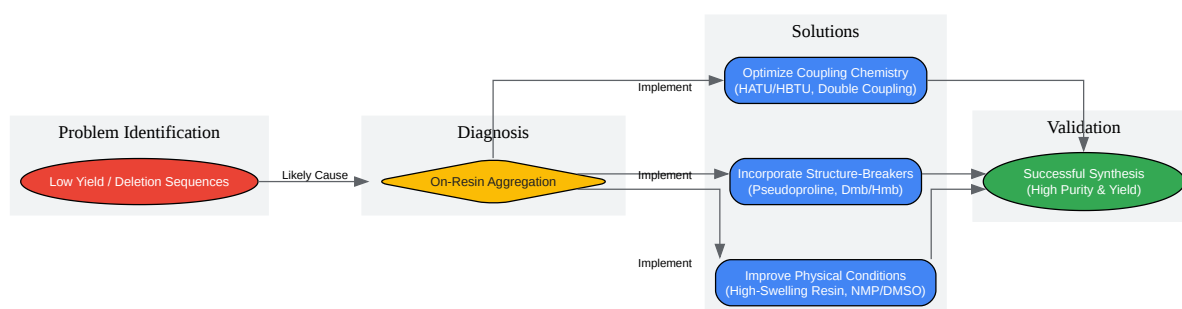 Problem Identification
Low Yield / Deletion Sequences
Likely Cause
Diagnosis
On-Resin Aggregation
Implement
Implement
Implement
Solutions
Optimize Coupling Chemistry
(HATU/HBTU, Double Coupling)
Incorporate Structure-Breakers
(Pseudoproline, Dmb/Hmb)
Improve Physical Conditions
(High-Swelling Resin, NMP/DMSO)
Validation
Successful Synthesis
(High Purity & Yield)